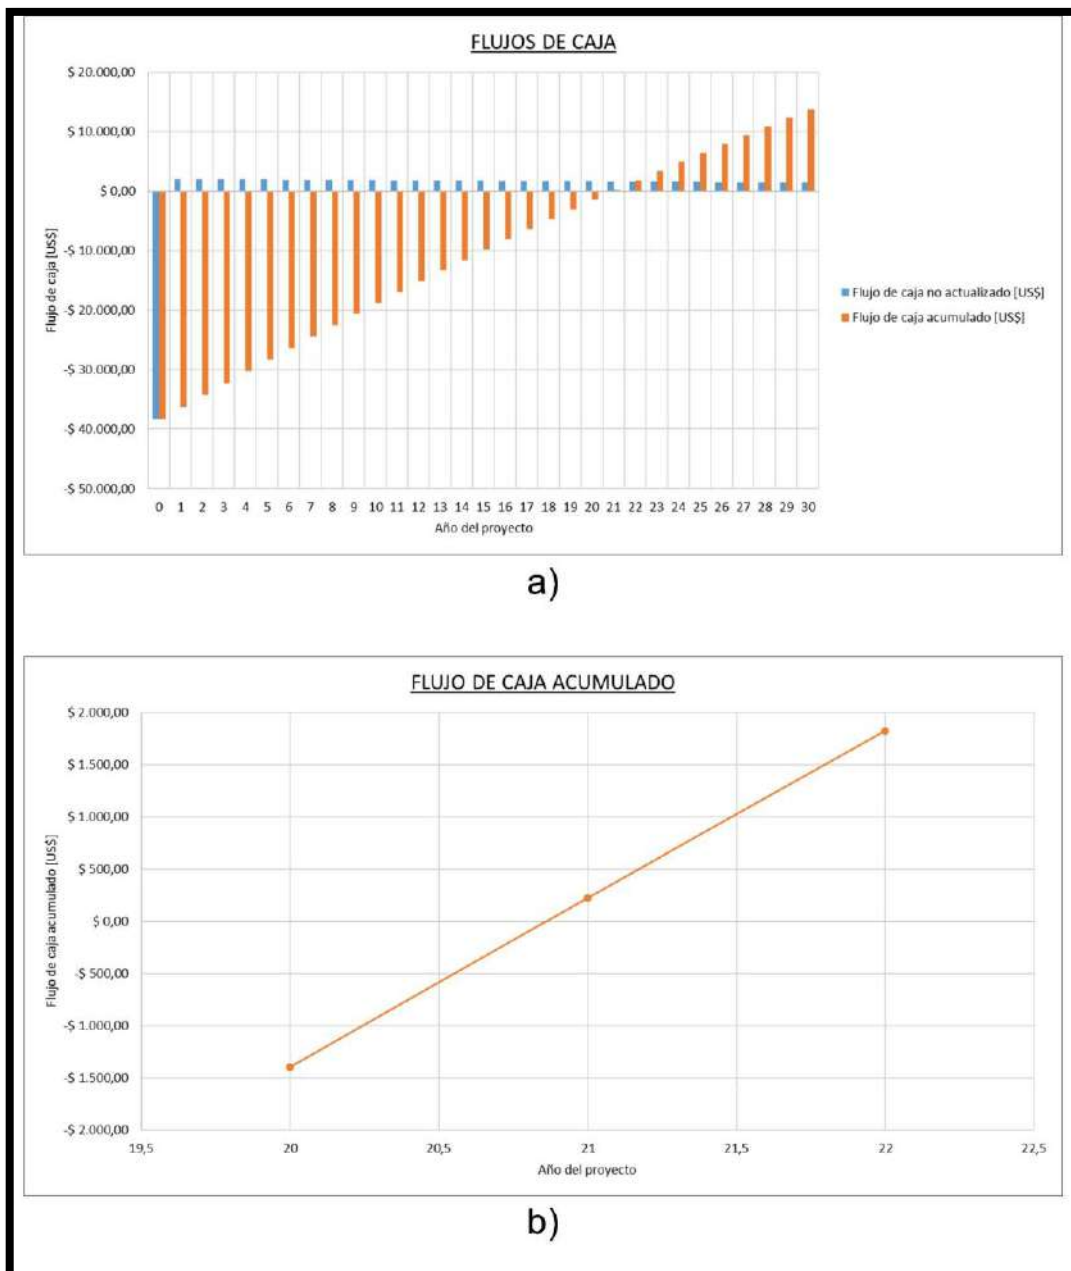 FLUJOS DE CAJA
$ 20.000,00
$ 10.000,00
$ 0,00
-$ 10.000,00
-$ 20.000,00
-$ 30.000,00
-$ 40.000,00
-$ 50.000,00
Flujo de caja [US$]
0 1 2 3 4 5 6 7 8 9 10 11 12 13 14 15 16 17 18 19 20 21 22 23 24 25 26 27 28 29 30
Año del proyecto
Flujo de caja no actualizado [US$]
Flujo de caja acumulado [US$]
a)
FLUJO DE CAJA ACUMULADO
$ 2.000,00
$ 1.500,00
$ 1.000,00
$ 500,00
$ 0,00
-$ 500,00
-$ 1.000,00
-$ 1.500,00
-$ 2.000,00
Flujo de caja acumulado [US$]
19,5 20 20,5 21 21,5 22 22,5
Año del proyecto
b)